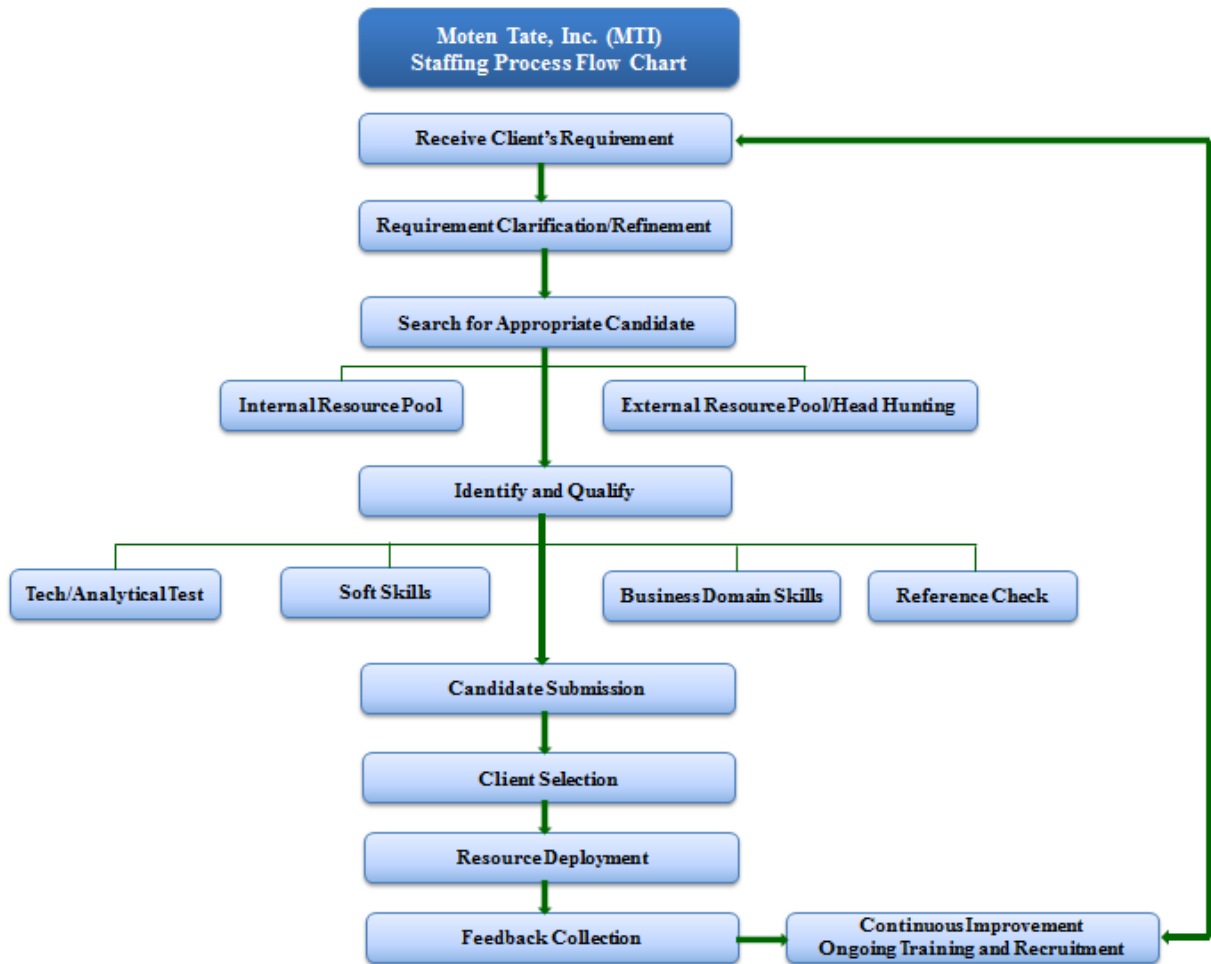 Moten Tate, Inc. (MTI)
Staffing Process Flow Chart
Receive Client's Requirement
Requirement Clarification/Refinement
Search for Appropriate Candidate
Internal Resource Pool
External Resource Pool/Head Hunting
Identify and Qualify
Tech/Analytical Test
Soft Skills
Business Domain Skills
Reference Check
Candidate Submission
Client Selection
Resource Deployment
Feedback Collection
Continuous Improvement
Ongoing Training and Recruitment